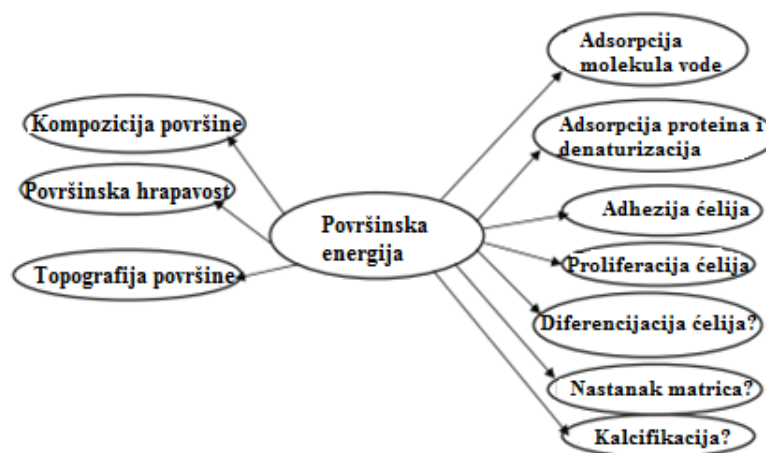 Kompozicija površine
Površinska hrapavost
Topografija površine
Površinska
energija
Adsorpcija
molekula vode
Adsorpcija proteina i
denaturizacija
Adhezija ćelija
Proliferacija ćelija
Diferencijacija ćelija?
Nastanak matrica?
Kalcifikacija?